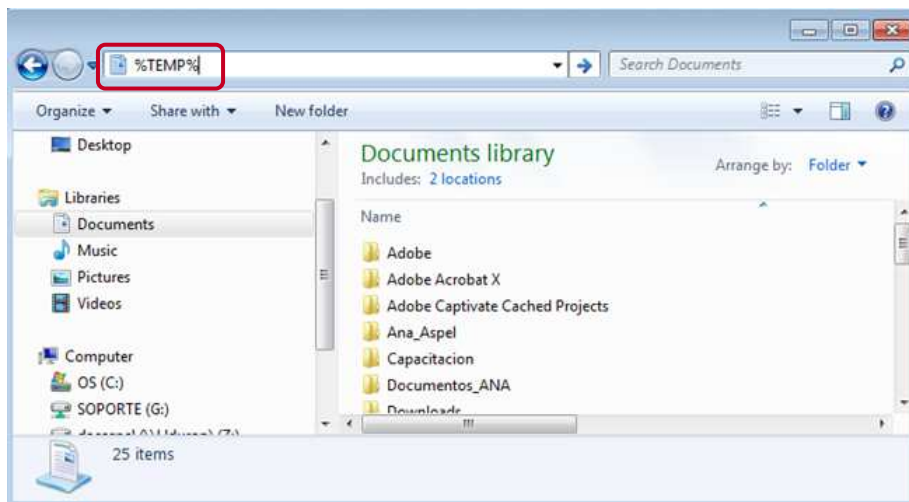 %TEMP%
Search Documents
Organize
Share with
New folder
Desktop
Libraries
Documents
Music
Pictures
Videos
Computer
OS (C:)
SOPORTE (G:)
Documents library
Includes: 2 locations
Arrange by: Folder
Name
Adobe
Adobe Acrobat X
Adobe Captivate Cached Projects
Ana_Aspel
Capacitacion
Documentos_ANA
Downloads
25 items